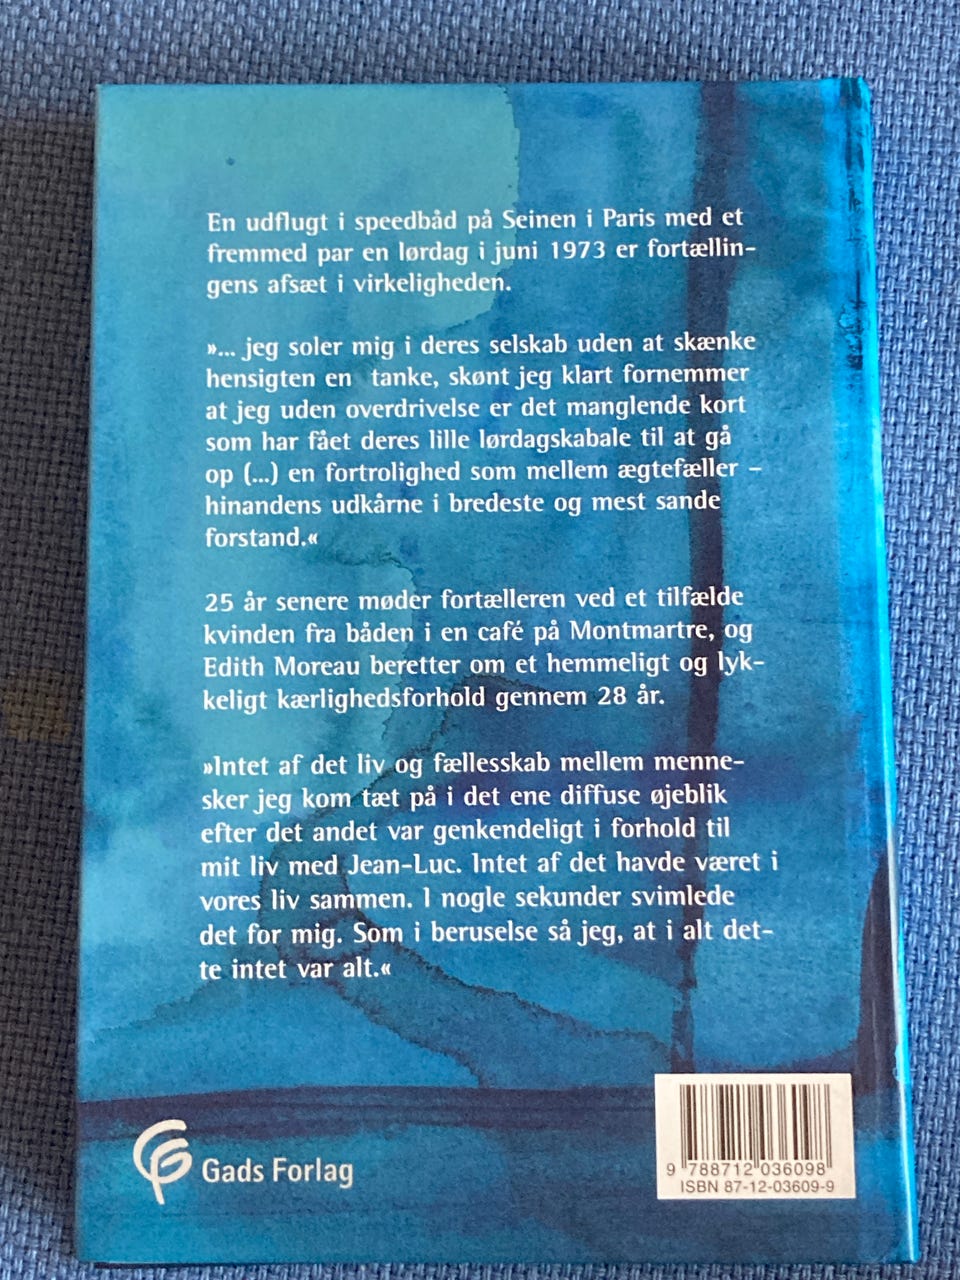 En udflugt i speedbåd på Seinen i Paris med et
fremmed par en lørdag i juni 1973 er fortællin-
gens afsæt i virkeligheden.
»... jeg soler mig i deres selskab uden at skænke
hensigten en tanke, skønt jeg klart fornemmer
at jeg uden overdrivelse er det manglende kort
som har fået deres lille lørdagskabale til at gå
op (...) en fortrolighed som mellem ægtefæller –
hinandens udkårne i bredeste og mest sande
forstand.«
25 år senere møder fortælleren ved et tilfælde
kvinden fra båden i en café på Montmartre, og
Edith Moreau beretter om et hemmeligt og lyk-
keligt kærlighedsforhold gennem 28 år.
»Intet af det liv og fællesskab mellem menne-
sker jeg kom tæt på i det ene diffuse øjeblik
efter det andet var genkendeligt i forhold til
mit liv med Jean-Luc. Intet af det havde været i
vores liv sammen. I nogle sekunder svimlede
det for mig. Som i beruselse så jeg, at i alt det-
te intet var alt.«
Gads Forlag
9 788712 036098
ISBN 87-12-03609-9